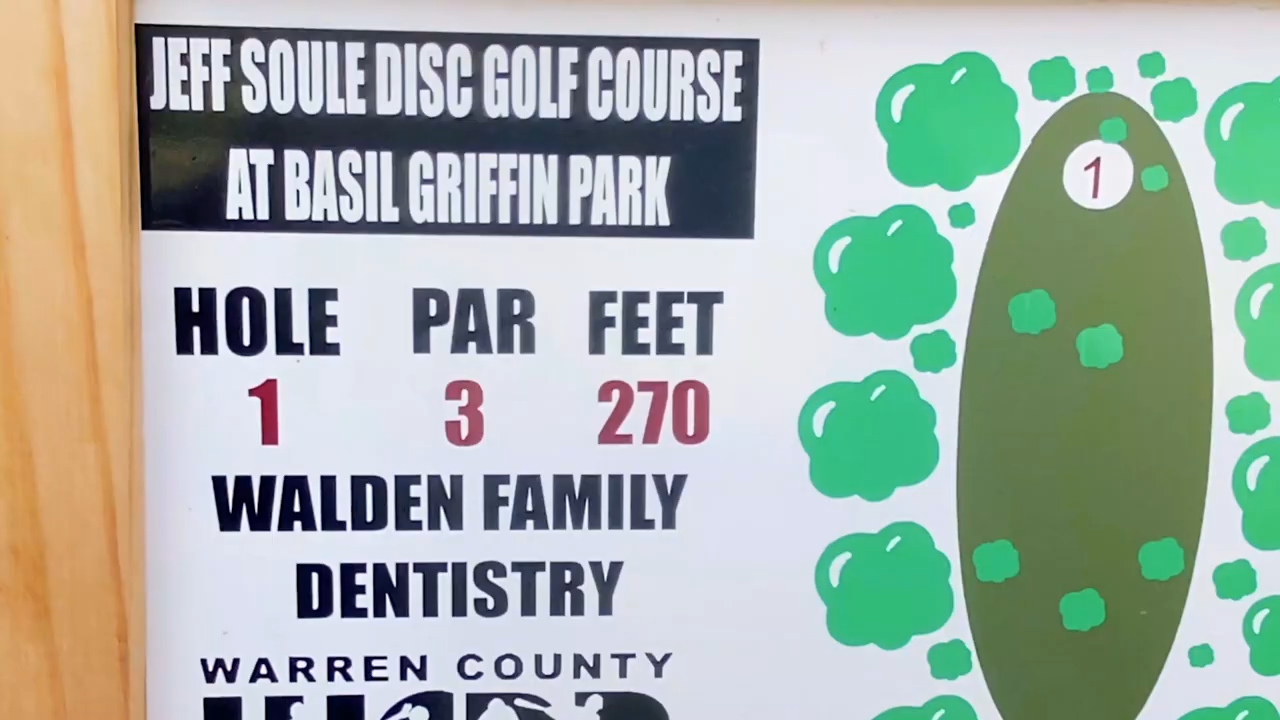 JEFF SOULE DISC GOLF COURSE
AT BASIL GRIFFIN PARK
HOLE PAR FEET
1 3 270
WALDEN FAMILY
DENTISTRY
WARREN COUNTY
1